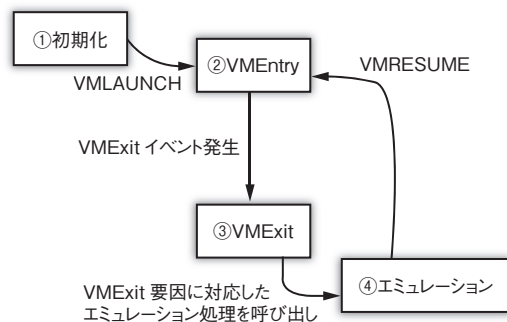 ①初期化
②VMEntry
VMRESUME
VMLAUNCH
VMExit イベント発生
③VMExit
④エミュレーション
VMExit 要因に対応した
エミュレーション処理を呼び出し